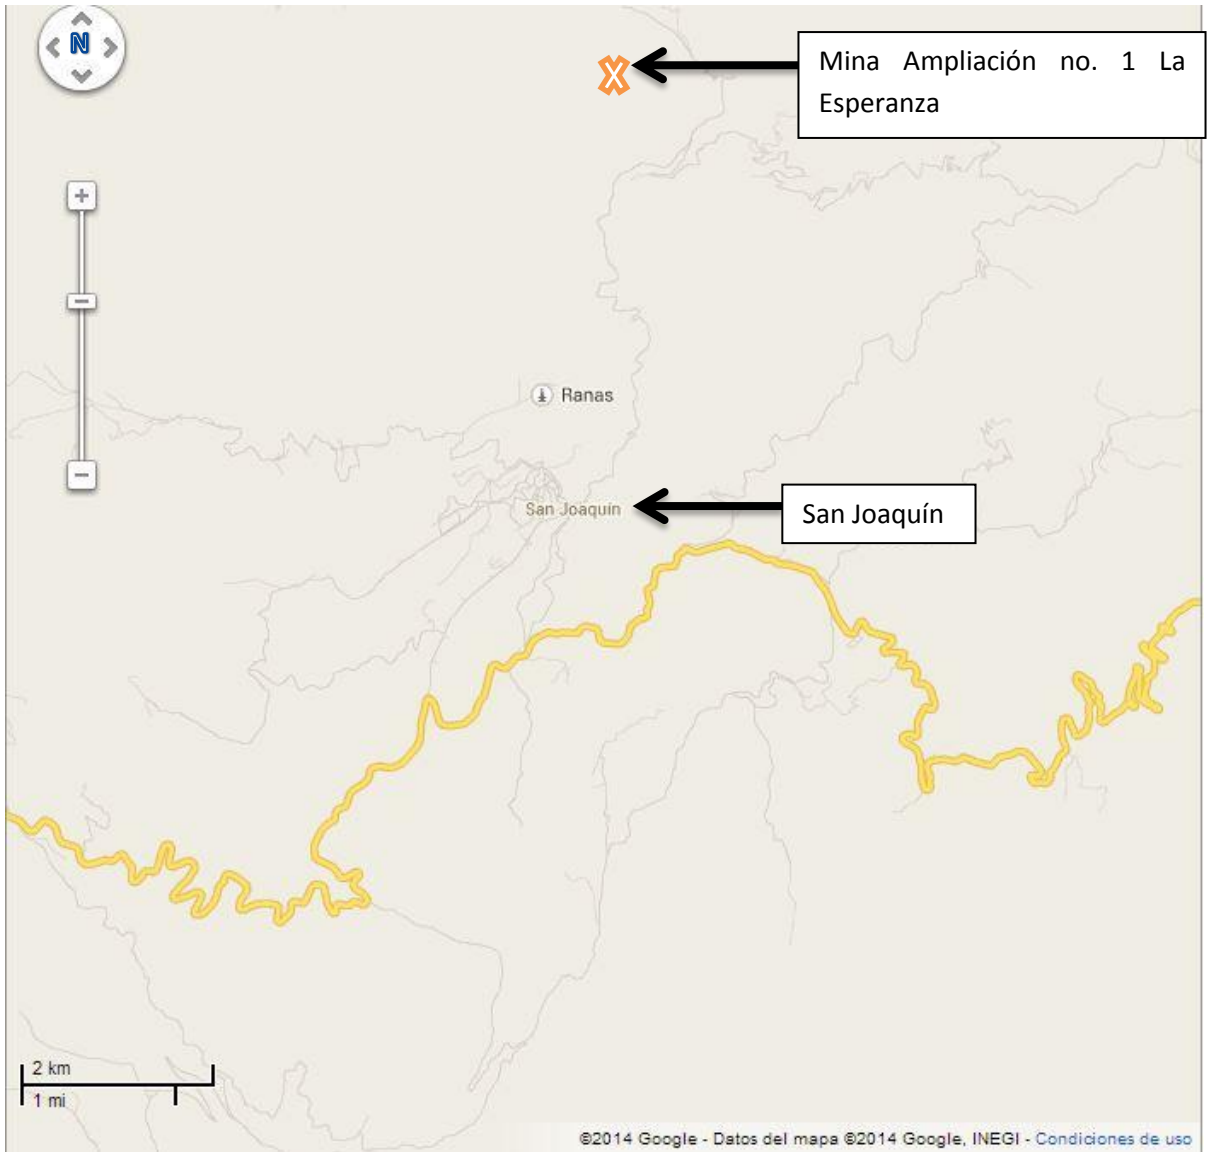 N
Mina Ampliación no. 1 La
Esperanza
X
+
−
−
Ranas
San Joaquin
San Joaquín
2 km
1 mi
©2014 Google - Datos del mapa ©2014 Google, INEGI - Condiciones de uso